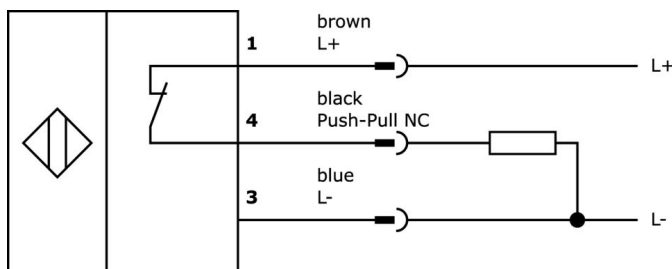 brown
1 L+
L+
black
4 Push-Pull NC
blue
3 L-
L-